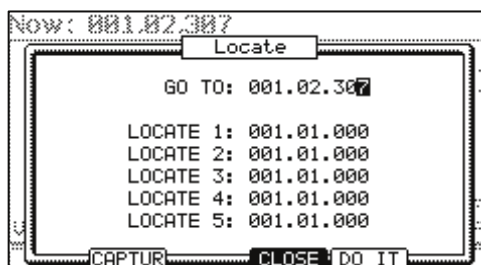 Now: 001.02.307
Locate
GO TO: 001.02.307
LOCATE 1: 001.01.000
LOCATE 2: 001.01.000
LOCATE 3: 001.01.000
LOCATE 4: 001.01.000
LOCATE 5: 001.01.000
CAPTUR CLOSE DO IT